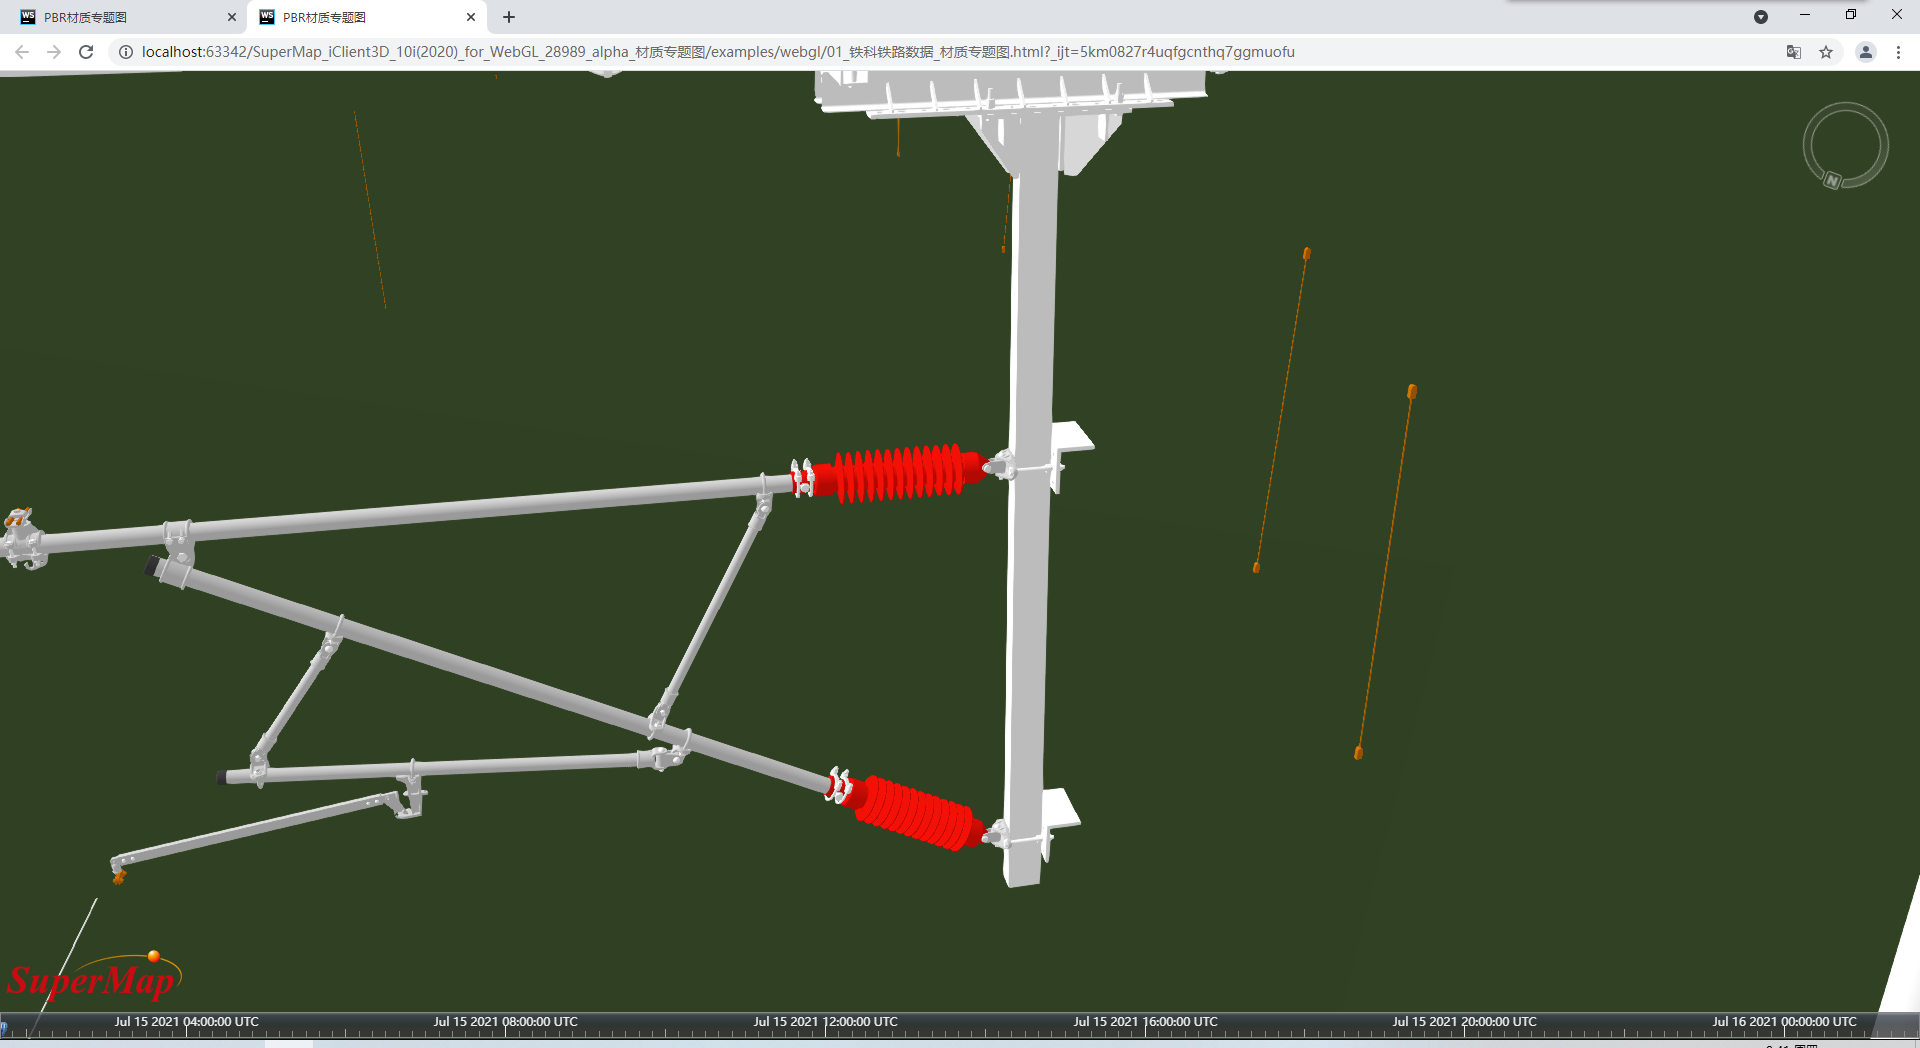 PBR材质专题图
PBR材质专题图
localhost:63342/SuperMap_iClient3D_10i(2020)_for_WebGL_28989_alpha_材质专题图/examples/webgl/01_铁科铁路数据_材质专题图.html?_ijt=5km0827r4uqfgcnthq7ggmuofu
N
SuperMap
Jul 15 2021 04:00:00 UTC
Jul 15 2021 08:00:00 UTC
Jul 15 2021 12:00:00 UTC
Jul 15 2021 16:00:00 UTC
Jul 15 2021 20:00:00 UTC
Jul 16 2021 00:00:00 UTC